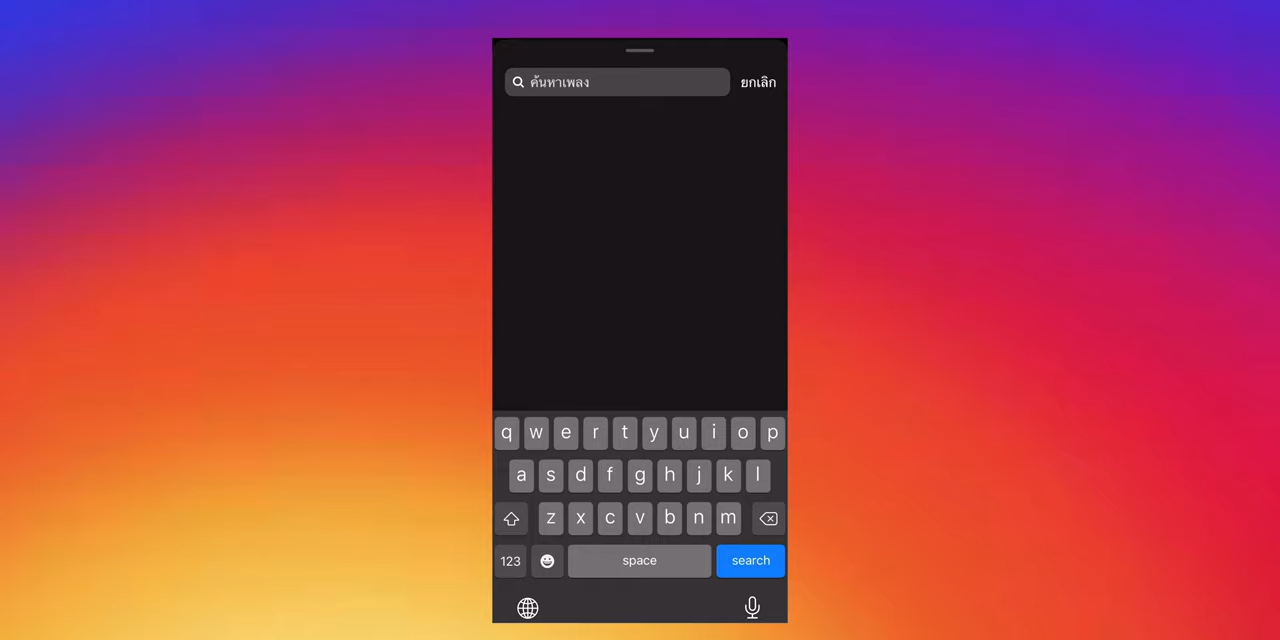 ค้นหาเพลง ยกเลิก
q w e r t y u i o p
a s d f g h j k l
z x c v b n m
123 space search